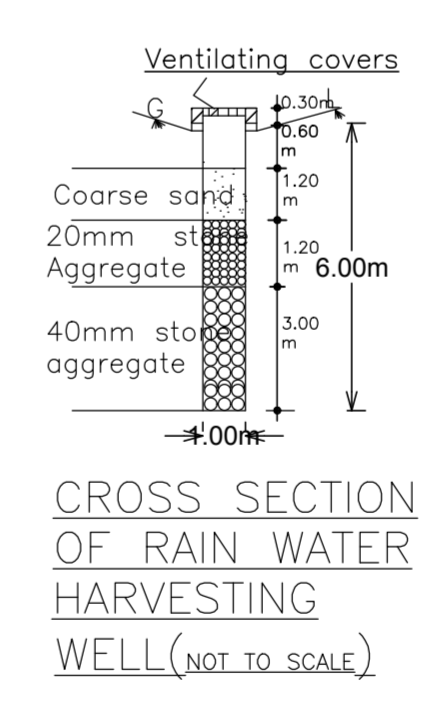 Ventilating covers
G
L
0.30m
0.60
m
Coarse sand
1.20
m
20mm stone
Aggregate
1.20
m
6.00m
40mm stone
aggregate
3.00
m
1.00m
CROSS SECTION
OF RAIN WATER
HARVESTING
WELL(NOT TO SCALE)